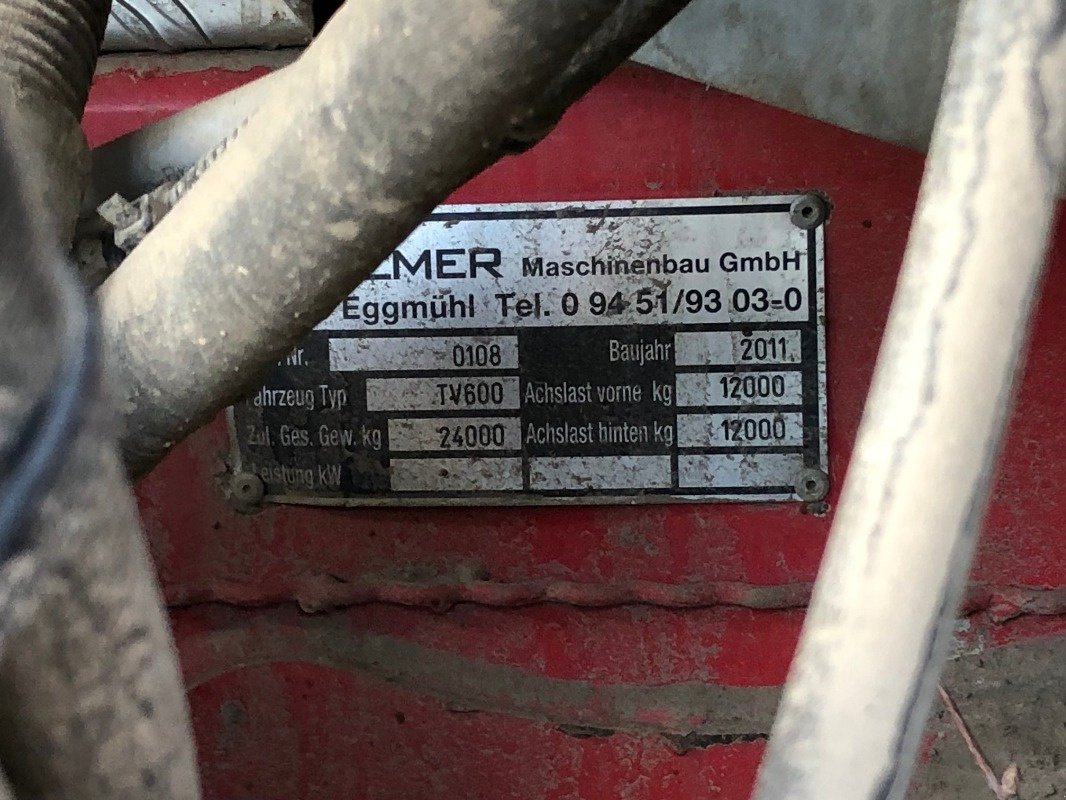 LMER Maschinenbau GmbH
Eggmühl Tel. 0 94 51/93 03-0
Nr. 0108 Baujahr 2011
ahrzeug Typ TV600 Achslast vorne kg 12000
Zul. Ges. Gew. kg 24000 Achslast hinten kg 12000
Leistung kW